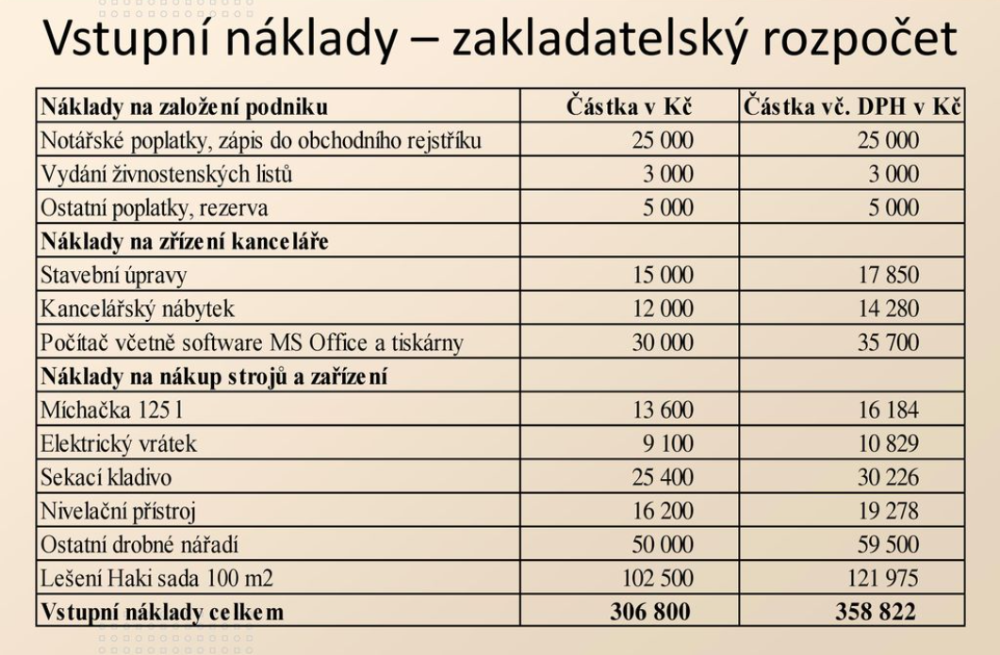 Vstupní náklady – zakladatelský rozpočet
Náklady na založení podniku Částka v Kč Částka vč. DPH v Kč
Notářské poplatky, zápis do obchodního rejstříku 25 000 25 000
Vydání živnostenských listů 3 000 3 000
Ostatní poplatky, rezerva 5 000 5 000
Náklady na zřízení kanceláře
Stavební úpravy 15 000 17 850
Kancelářský nábytek 12 000 14 280
Počítač včetně software MS Office a tiskárny 30 000 35 700
Náklady na nákup strojů a zařízení
Míchačka 125 l 13 600 16 184
Elektrický vrátek 9 100 10 829
Sekací kladivo 25 400 30 226
Nivelační přístroj 16 200 19 278
Ostatní drobné nářadí 50 000 59 500
Lešení Haki sada 100 m2 102 500 121 975
Vstupní náklady celkem 306 800 358 822